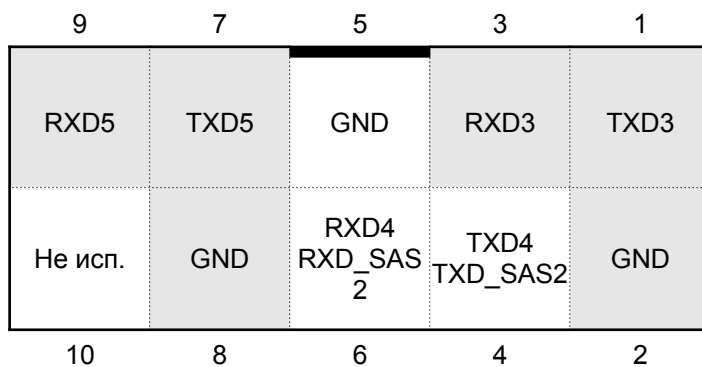 9 7 5 3 1
RXD5 TXD5 GND RXD3 TXD3
Не исп. GND RXD4 RXD_SAS 2 TXD4 TXD_SAS2 GND
10 8 6 4 2